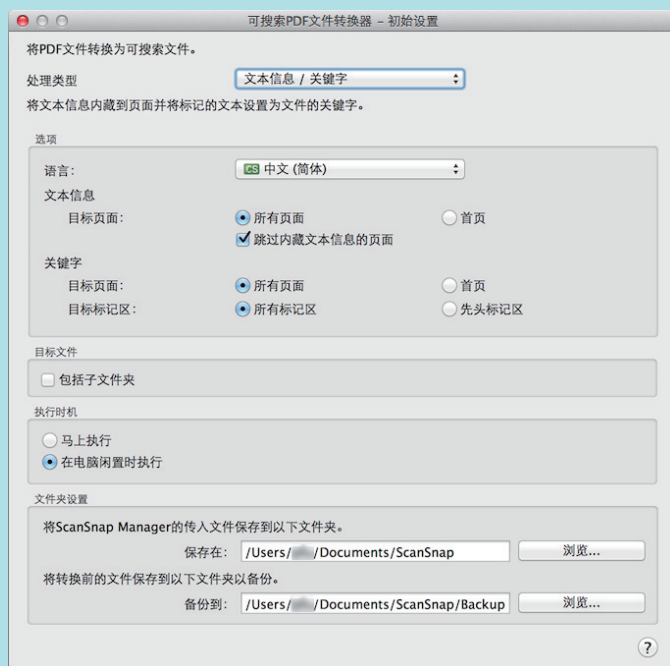 可搜索PDF文件转换器 – 初始设置
将PDF文件转换为可搜索文件。
处理类型 文本信息 / 关键字
将文本信息内藏到页面并将标记的文本设置为文件的关键字。
选项
语言: CS 中文 (简体)
文本信息
目标页面: 所有页面 首页
跳过内藏文本信息的页面
关键字
目标页面: 所有页面 首页
目标标记区: 所有标记区 先头标记区
目标文件
包括子文件夹
执行时机
马上执行
在电脑闲置时执行
文件夹设置
将ScanSnap Manager的传入文件保存到以下文件夹。
保存在: /Users/ /Documents/ScanSnap 浏览...
将转换前的文件保存到以下文件夹以备份。
备份到: /Users/ /Documents/ScanSnap/Backup 浏览...
?